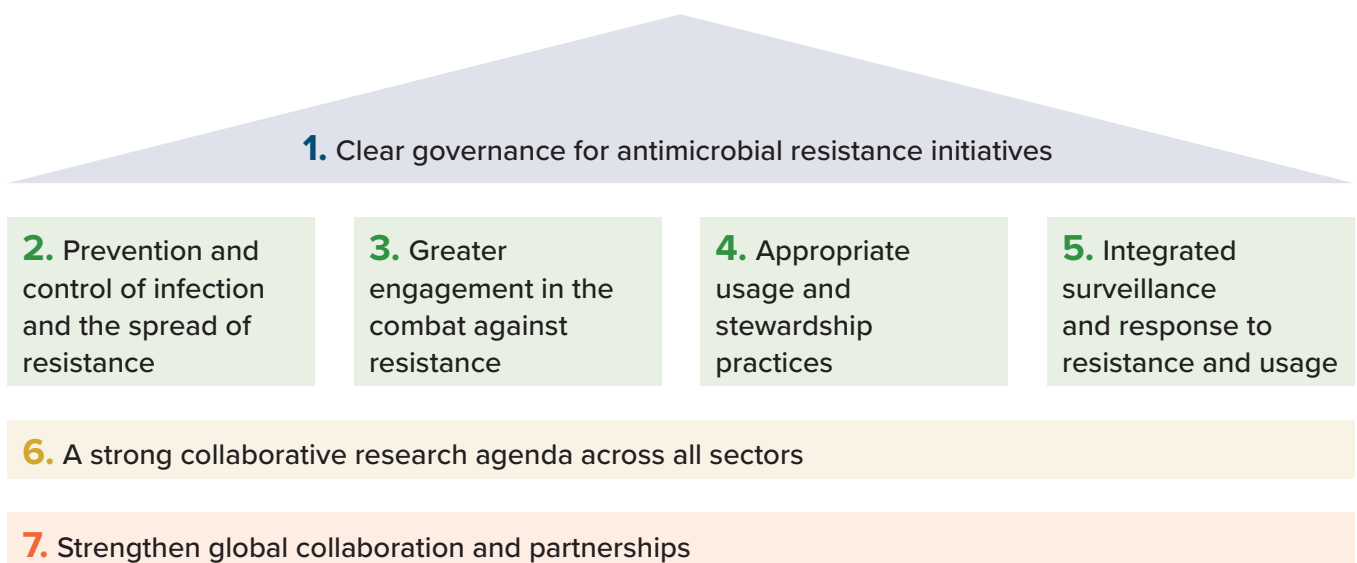 1. Clear governance for antimicrobial resistance initiatives
2. Prevention and
control of infection
and the spread of
resistance
3. Greater
engagement in the
combat against
resistance
4. Appropriate
usage and
stewardship
practices
5. Integrated
surveillance
and response to
resistance and usage
6. A strong collaborative research agenda across all sectors
7. Strengthen global collaboration and partnerships